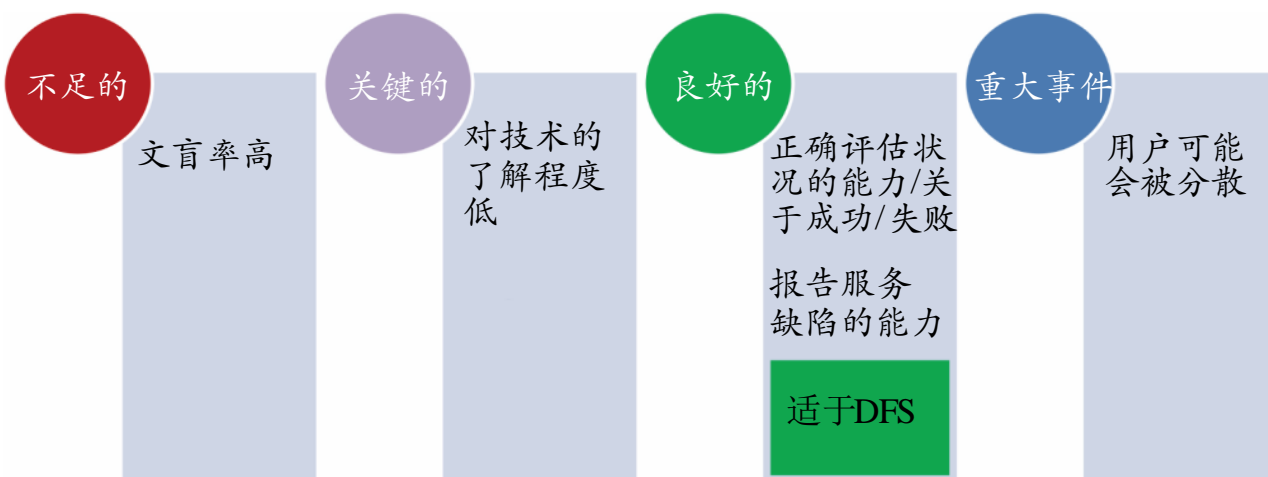 不足的
文盲率高
关键的
对技术的
了解程度
低
良好的
正确评估状
况的能力/关
于成功/失败
报告服务
缺陷的能力
适于DFS
重大事件
用户可能
会被分散